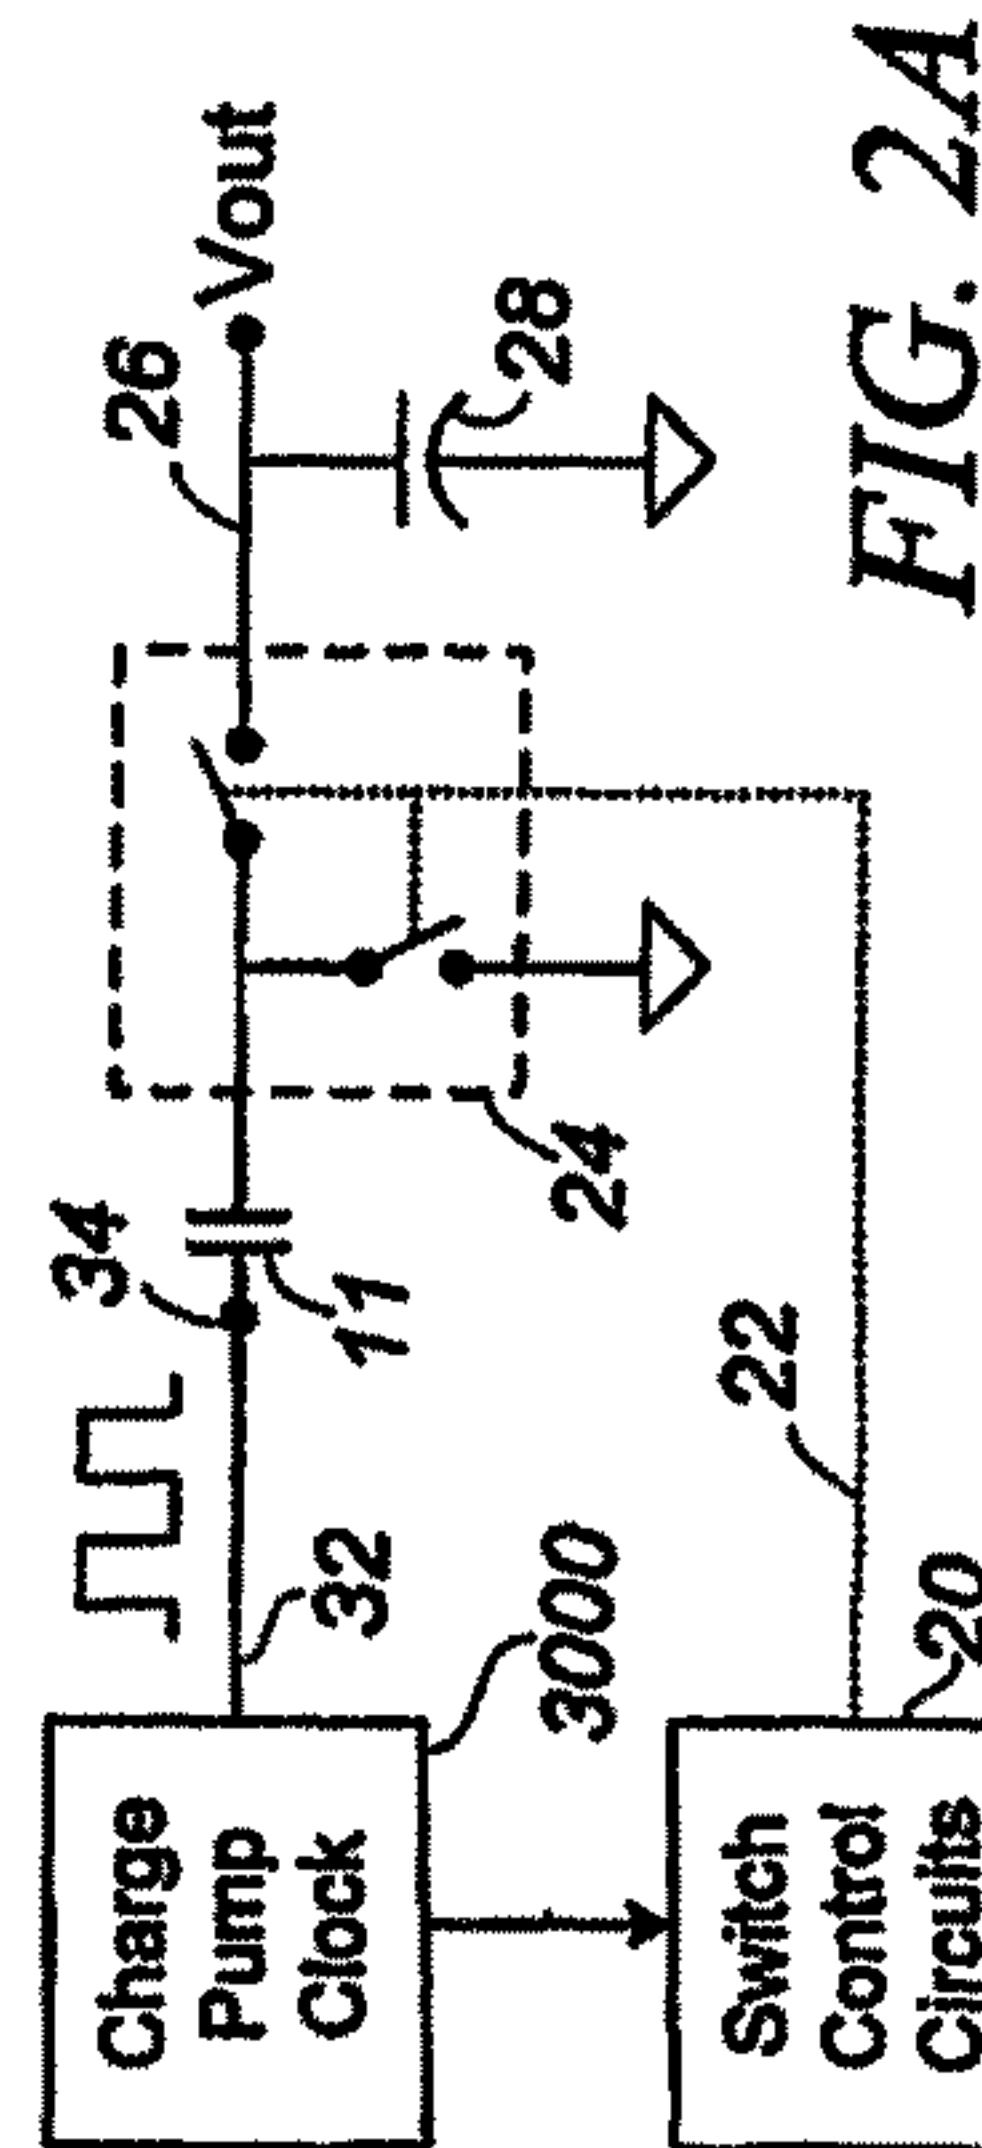 Charge
Pump
Clock
32
34
11
26
Vout
28
24
3000
22
Switch
Control
Circuits
20
FIG. 2A